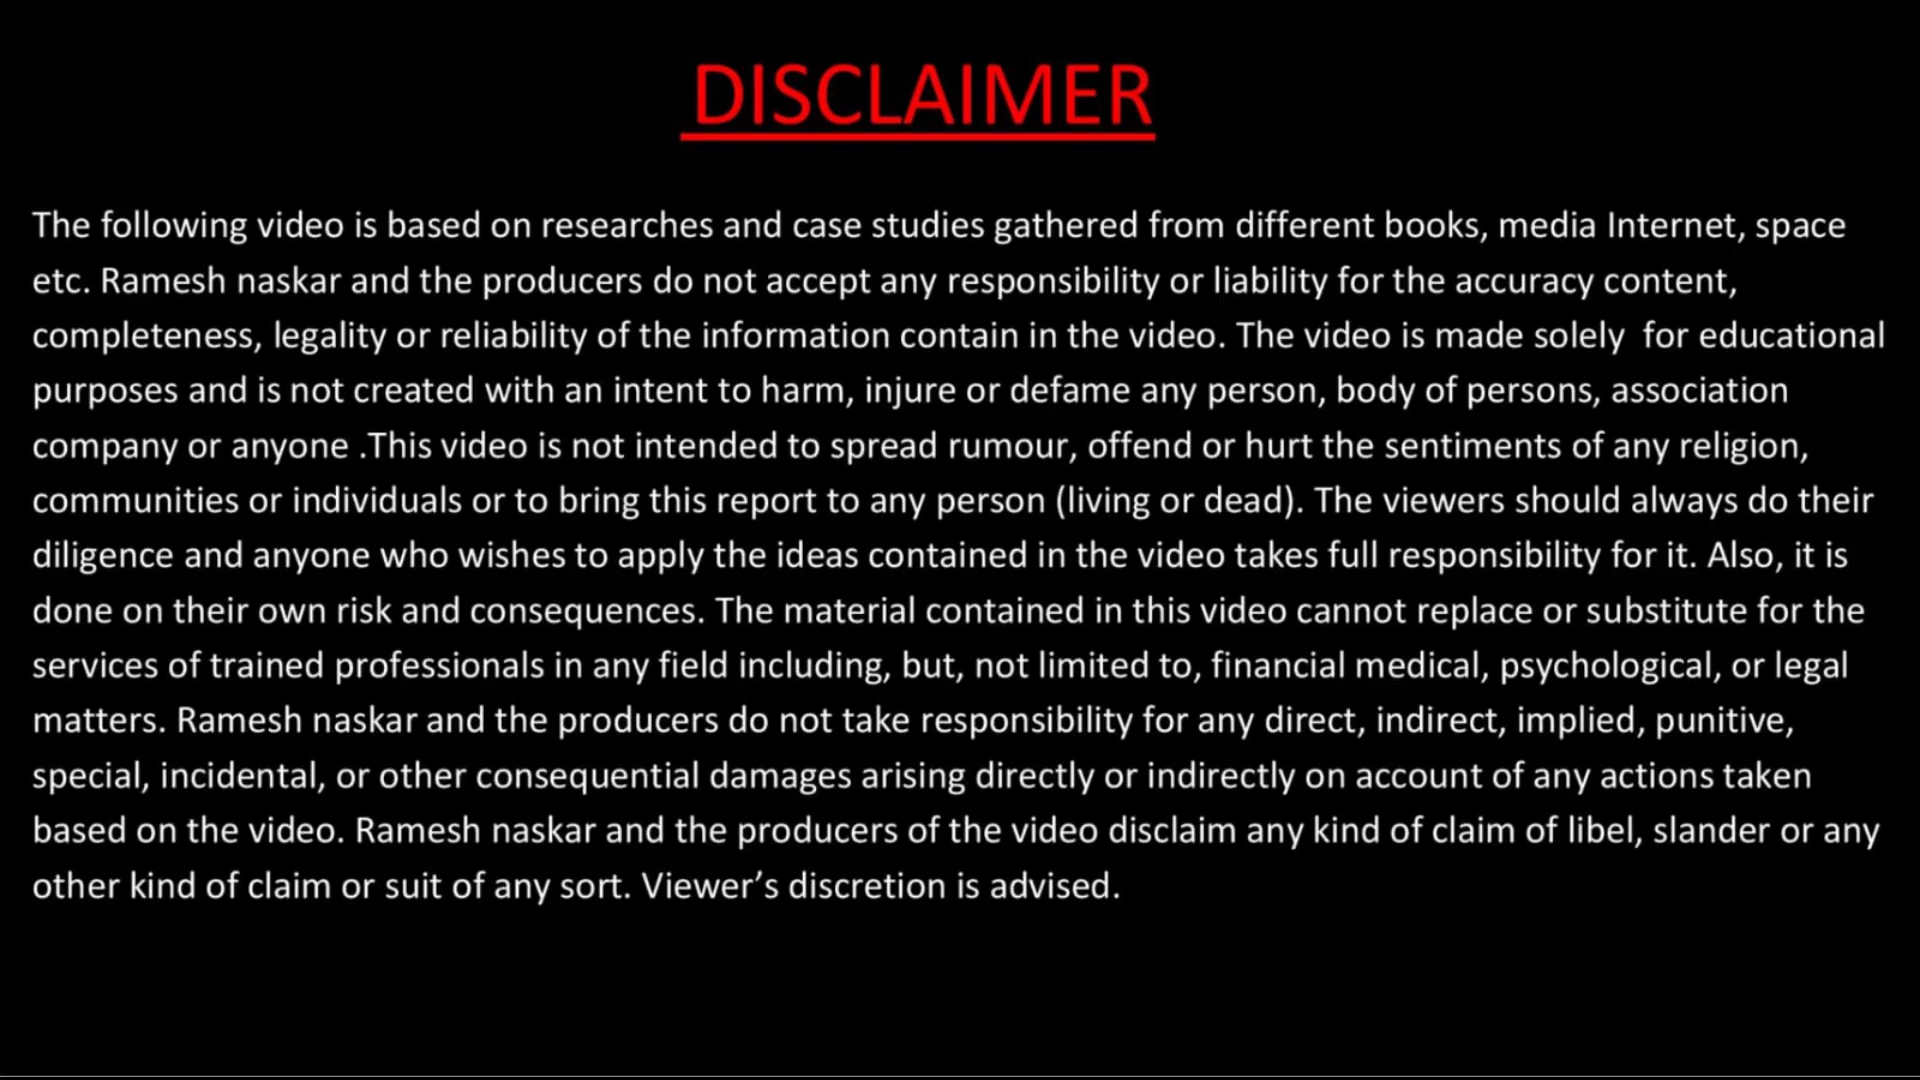 DISCLAIMER
The following video is based on researches and case studies gathered from different books, media Internet, space
etc. Ramesh naskar and the producers do not accept any responsibility or liability for the accuracy content,
completeness, legality or reliability of the information contain in the video. The video is made solely  for educational
purposes and is not created with an intent to harm, injure or defame any person, body of persons, association
company or anyone .This video is not intended to spread rumour, offend or hurt the sentiments of any religion,
communities or individuals or to bring this report to any person (living or dead). The viewers should always do their
diligence and anyone who wishes to apply the ideas contained in the video takes full responsibility for it. Also, it is
done on their own risk and consequences. The material contained in this video cannot replace or substitute for the
services of trained professionals in any field including, but, not limited to, financial medical, psychological, or legal
matters. Ramesh naskar and the producers do not take responsibility for any direct, indirect, implied, punitive,
special, incidental, or other consequential damages arising directly or indirectly on account of any actions taken
based on the video. Ramesh naskar and the producers of the video disclaim any kind of claim of libel, slander or any
other kind of claim or suit of any sort. Viewer’s discretion is advised.